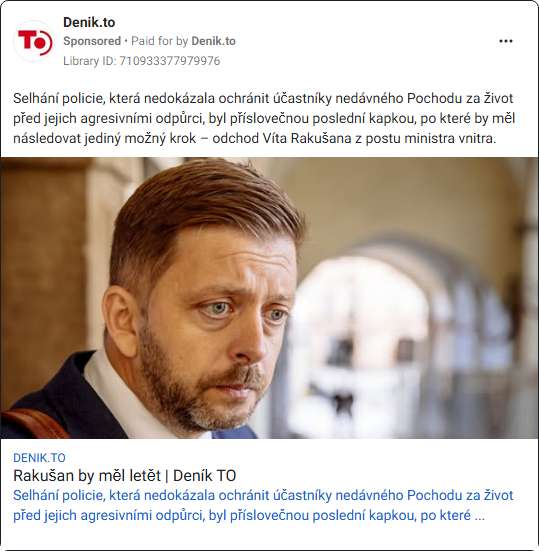 Denik.to
TO
Sponsored • Paid for by Denik.to
Library ID: 710933377979976
Selhání policie, která nedokázala ochránit účastníky nedávného Pochodu za život
před jejich agresivními odpůrci, byl příslovečnou poslední kapkou, po které by měl
následovat jediný možný krok – odchod Víta Rakušana z postu ministra vnitra.
DENIK.TO
Rakušan by měl letět | Deník TO
Selhání policie, která nedokázala ochránit účastníky nedávného Pochodu za život
před jejich agresivními odpůrci, byl příslovečnou poslední kapkou, po které ...